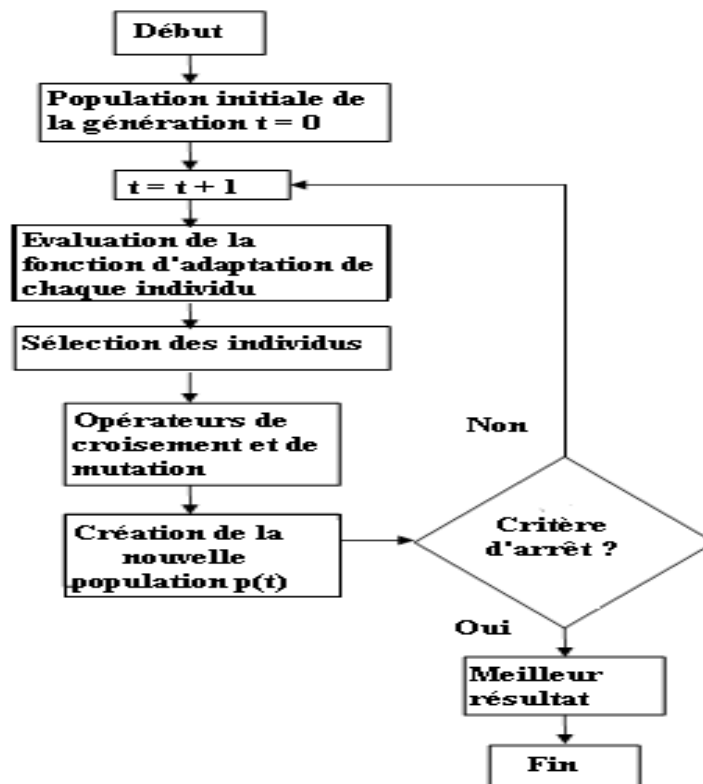 Début
Population initiale de
la génération t = 0
t = t + 1
Evaluation de la
fonction d'adaptation de
chaque individu
Sélection des individus
Opérateurs de
croisement et de
mutation
Création de la
nouvelle
population p(t)
Non
Critère
d'arrêt ?
Oui
Meilleur
résultat
Fin